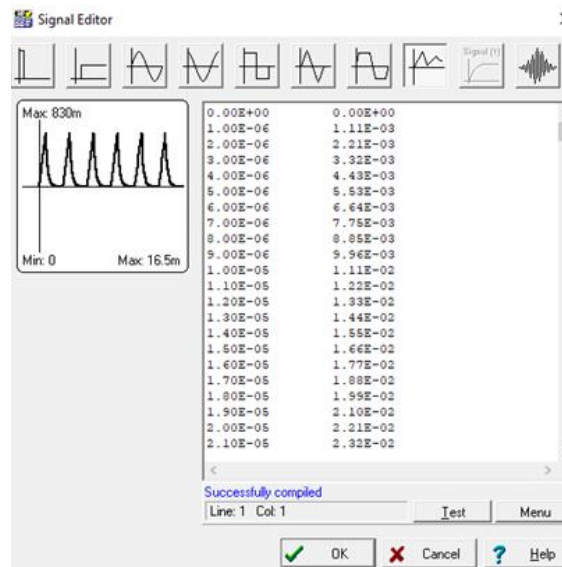 Signal Editor
Signal (t)
Max: 830m
Min: 0 Max: 16.5m
0.00E+00 0.00E+00
1.00E-06 1.11E-03
2.00E-06 2.21E-03
3.00E-06 3.32E-03
4.00E-06 4.43E-03
5.00E-06 5.53E-03
6.00E-06 6.64E-03
7.00E-06 7.75E-03
8.00E-06 8.85E-03
9.00E-06 9.96E-03
1.00E-05 1.11E-02
1.10E-05 1.22E-02
1.20E-05 1.33E-02
1.30E-05 1.44E-02
1.40E-05 1.55E-02
1.50E-05 1.66E-02
1.60E-05 1.77E-02
1.70E-05 1.88E-02
1.80E-05 1.99E-02
1.90E-05 2.10E-02
2.00E-05 2.21E-02
2.10E-05 2.32E-02
Successfully compiled
Line: 1 Col: 1 Test Menu
OK Cancel ? Help